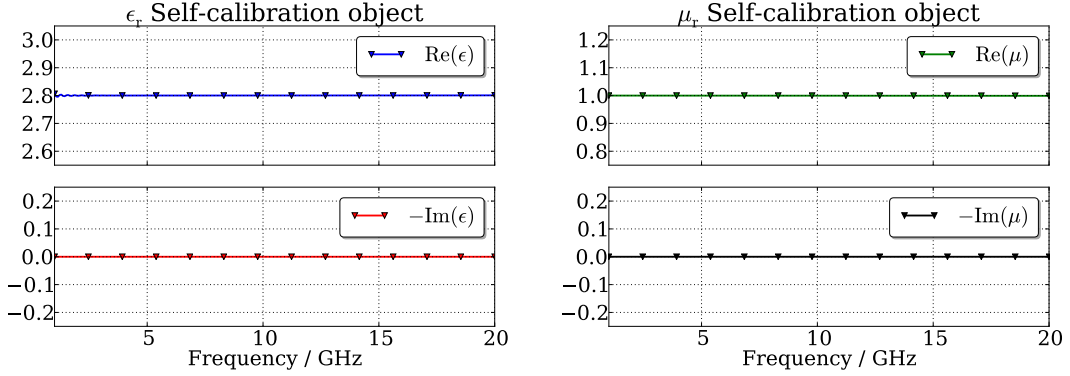 ϵr Self-calibration object
3.0
2.9
2.8
2.7
2.6
Re(ϵ)
0.2
0.1
0.0
−0.1
−0.2
−Im(ϵ)
5 10 15 20
Frequency / GHz
μr Self-calibration object
1.2
1.1
1.0
0.9
0.8
Re(μ)
0.2
0.1
0.0
−0.1
−0.2
−Im(μ)
5 10 15 20
Frequency / GHz